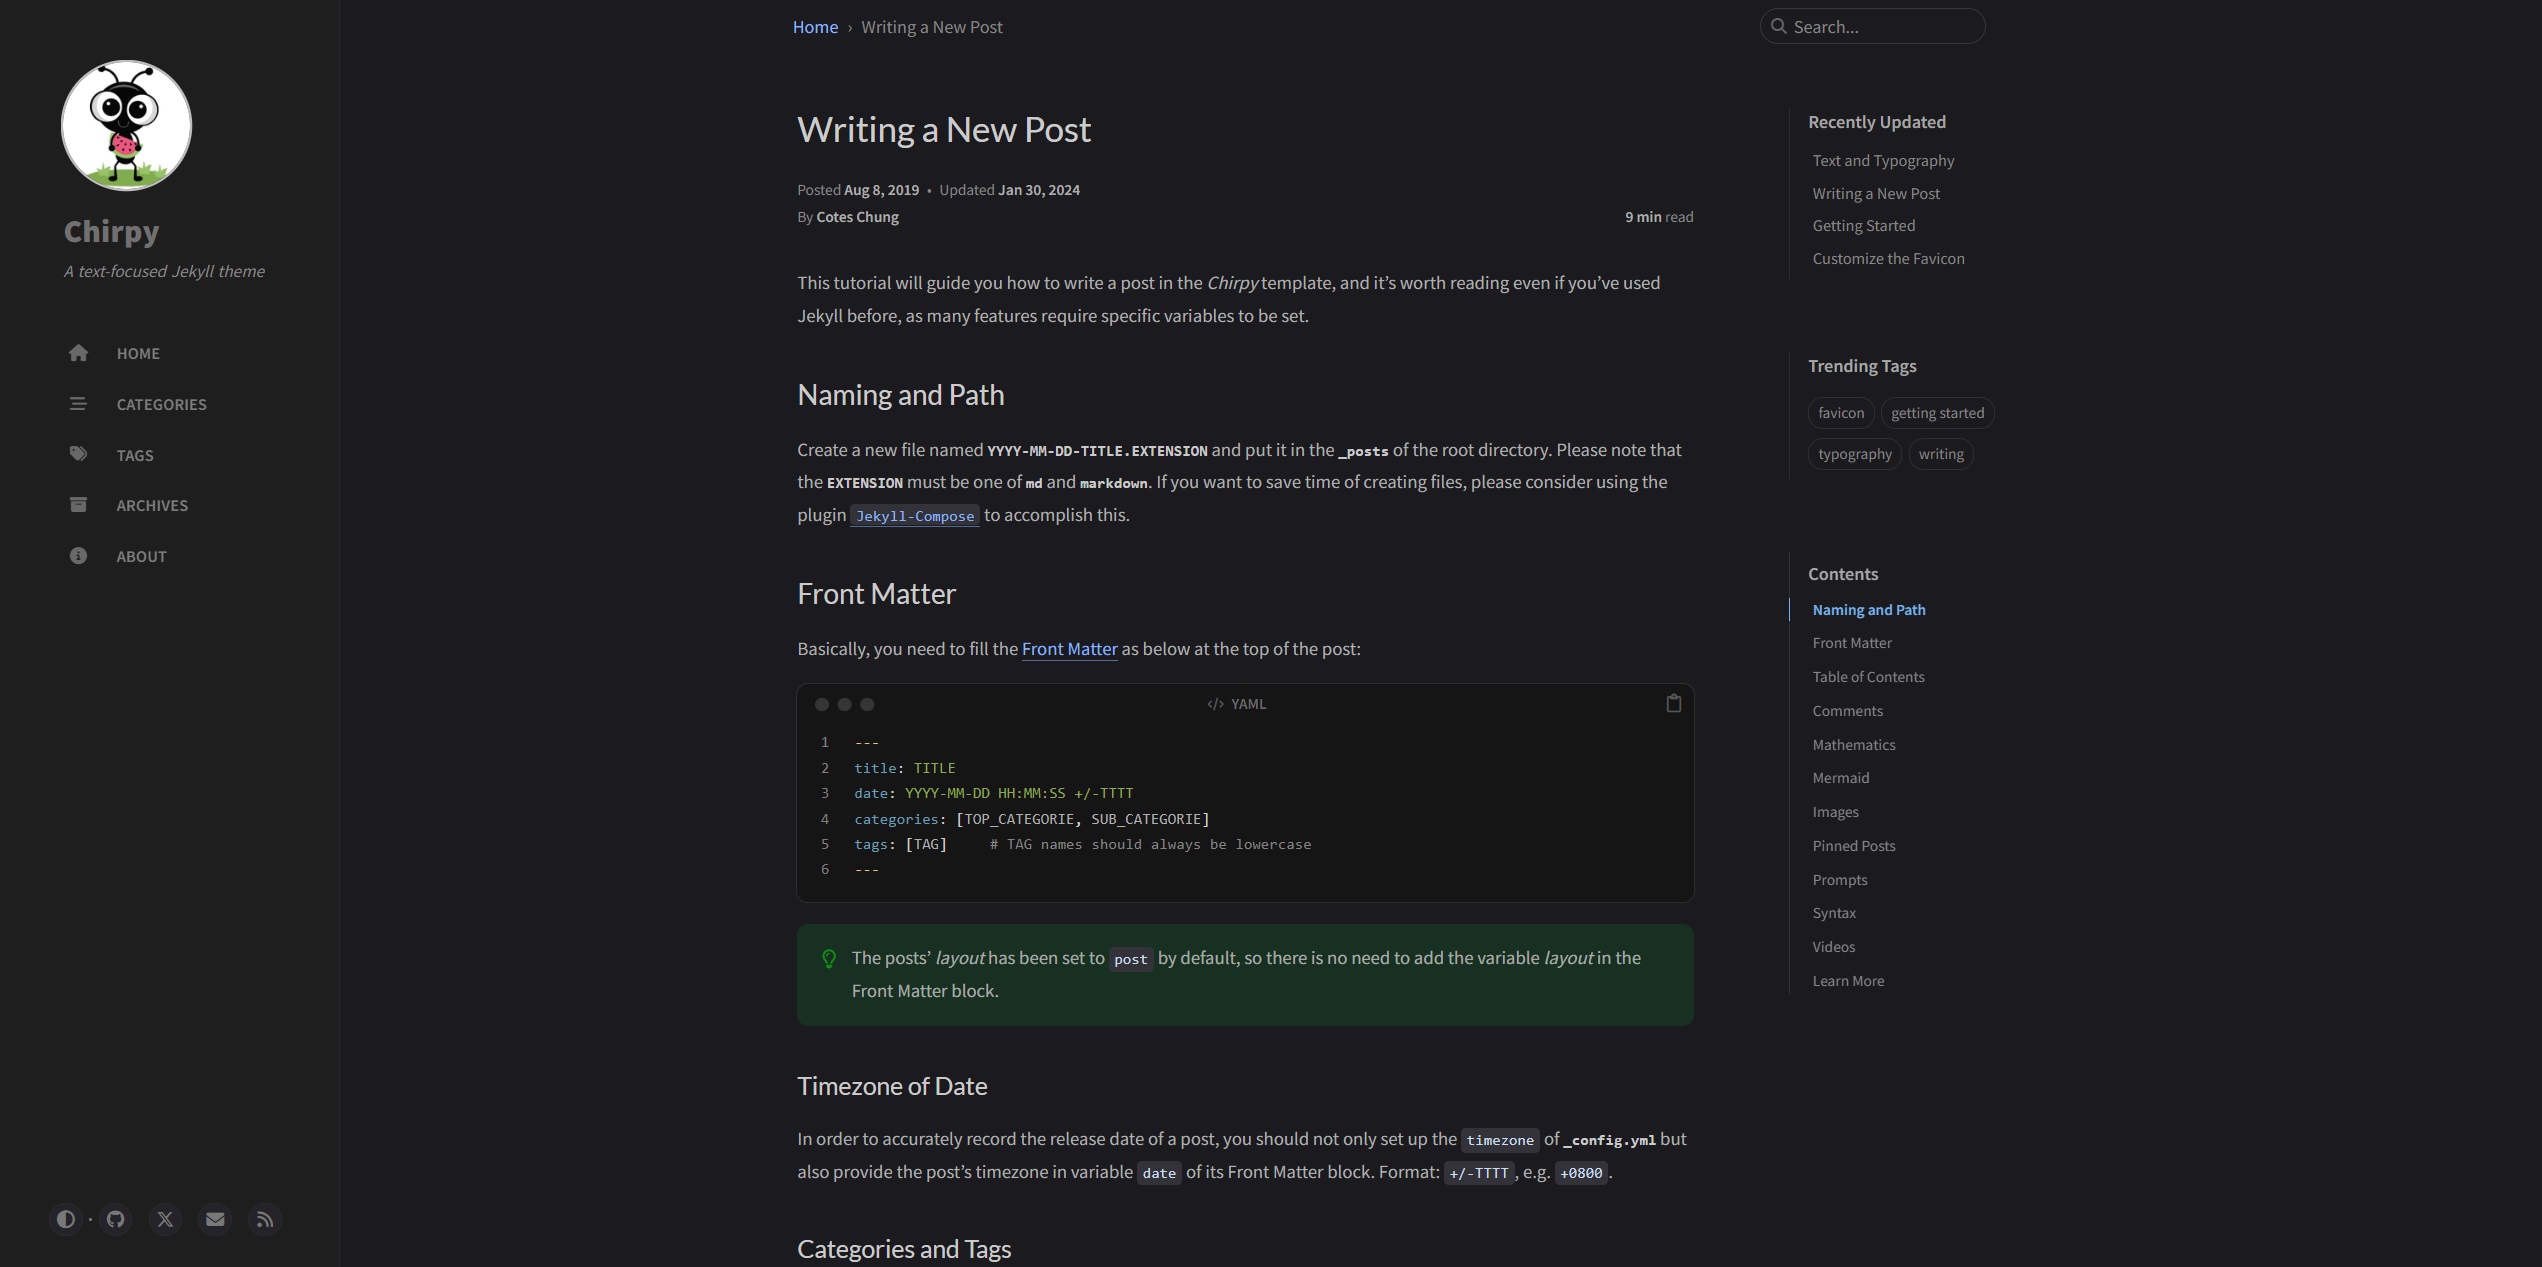 Chirpy
A text-focused Jekyll theme
HOME
CATEGORIES
TAGS
ARCHIVES
ABOUT
Home › Writing a New Post
Search...
Writing a New Post
Posted Aug 8, 2019 • Updated Jan 30, 2024
By Cotes Chung
9 min read
This tutorial will guide you how to write a post in the Chirpy template, and it’s worth reading even if you’ve used
Jekyll before, as many features require specific variables to be set.
Naming and Path
Create a new file named YYYY-MM-DD-TITLE.EXTENSION and put it in the _posts of the root directory. Please note that
the EXTENSION must be one of md and markdown. If you want to save time of creating files, please consider using the
plugin Jekyll-Compose to accomplish this.
Front Matter
Basically, you need to fill the Front Matter as below at the top of the post:
</> YAML
1 ---
2 title: TITLE
3 date: YYYY-MM-DD HH:MM:SS +/-TTTT
4 categories: [TOP_CATEGORIE, SUB_CATEGORIE]
5 tags: [TAG]     # TAG names should always be lowercase
6 ---
The posts’ layout has been set to post by default, so there is no need to add the variable layout in the
Front Matter block.
Timezone of Date
In order to accurately record the release date of a post, you should not only set up the timezone of _config.yml but
also provide the post’s timezone in variable date of its Front Matter block. Format: +/-TTTT, e.g. +0800.
Categories and Tags
Recently Updated
Text and Typography
Writing a New Post
Getting Started
Customize the Favicon
Trending Tags
favicon getting started
typography writing
Contents
Naming and Path
Front Matter
Table of Contents
Comments
Mathematics
Mermaid
Images
Pinned Posts
Prompts
Syntax
Videos
Learn More